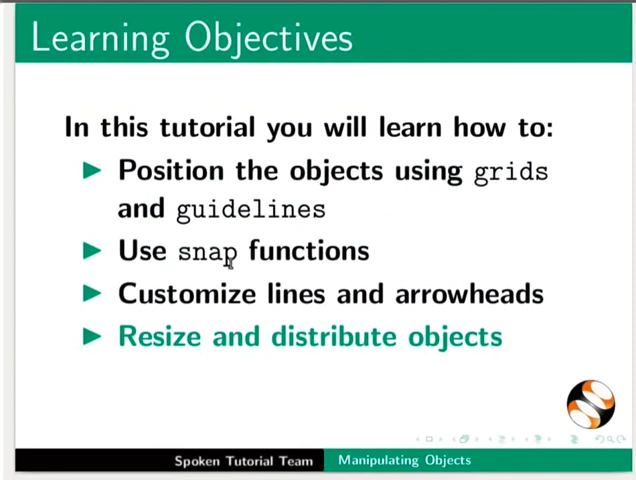 Learning Objectives
In this tutorial you will learn how to:
Position the objects using grids
and guidelines
Use snap functions
Customize lines and arrowheads
Resize and distribute objects
Spoken Tutorial Team
Manipulating Objects